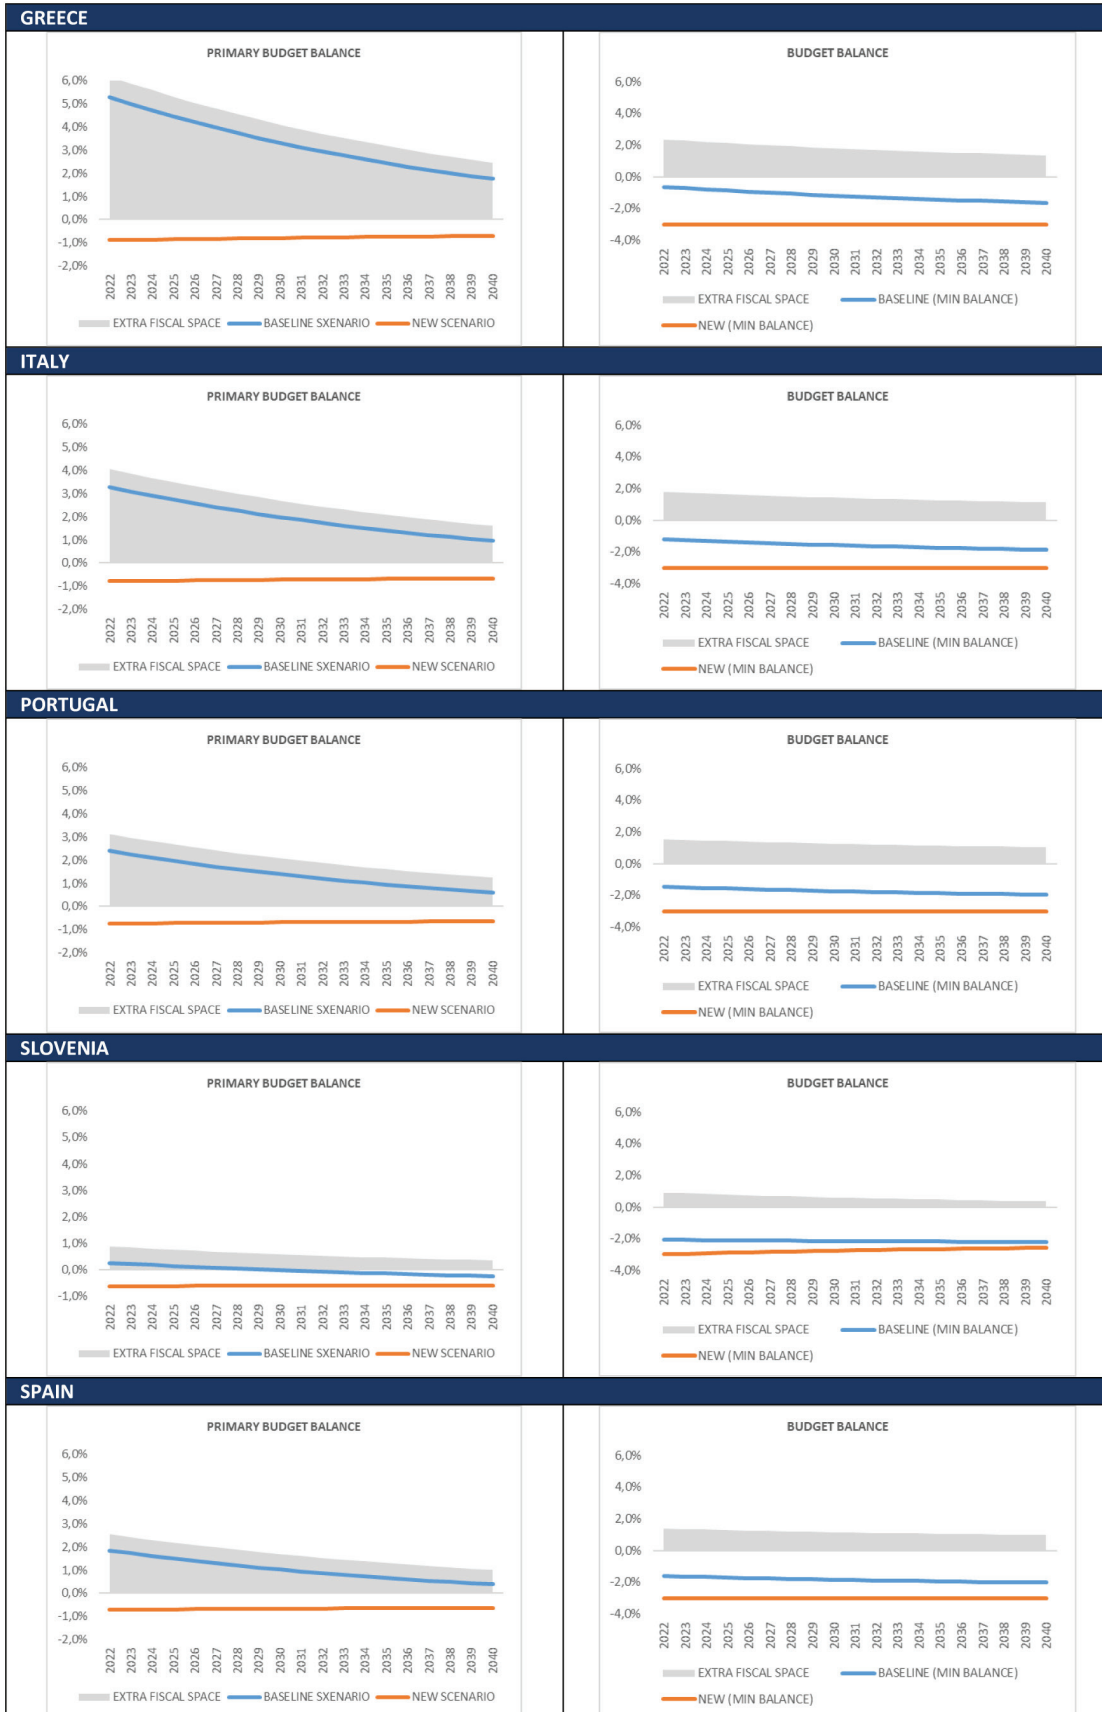 GREECE
PRIMARY BUDGET BALANCE
6,0%
5,0%
4,0%
3,0%
2,0%
1,0%
0,0%
-1,0%
-2,0%
2022 2023 2024 2025 2026 2027 2028 2029 2030 2031 2032 2033 2034 2035 2036 2037 2038 2039 2040
EXTRA FISCAL SPACE BASELINE SXENARIO NEW SCENARIO
BUDGET BALANCE
6,0%
4,0%
2,0%
0,0%
-2,0%
-4,0%
2022 2023 2024 2025 2026 2027 2028 2029 2030 2031 2032 2033 2034 2035 2036 2037 2038 2039 2040
EXTRA FISCAL SPACE BASELINE (MIN BALANCE)
NEW (MIN BALANCE)
ITALY
PRIMARY BUDGET BALANCE
6,0%
5,0%
4,0%
3,0%
2,0%
1,0%
0,0%
-1,0%
-2,0%
2022 2023 2024 2025 2026 2027 2028 2029 2030 2031 2032 2033 2034 2035 2036 2037 2038 2039 2040
EXTRA FISCAL SPACE BASELINE SXENARIO NEW SCENARIO
BUDGET BALANCE
6,0%
4,0%
2,0%
0,0%
-2,0%
-4,0%
2022 2023 2024 2025 2026 2027 2028 2029 2030 2031 2032 2033 2034 2035 2036 2037 2038 2039 2040
EXTRA FISCAL SPACE BASELINE (MIN BALANCE)
NEW (MIN BALANCE)
PORTUGAL
PRIMARY BUDGET BALANCE
6,0%
5,0%
4,0%
3,0%
2,0%
1,0%
0,0%
-1,0%
-2,0%
2022 2023 2024 2025 2026 2027 2028 2029 2030 2031 2032 2033 2034 2035 2036 2037 2038 2039 2040
EXTRA FISCAL SPACE BASELINE SXENARIO NEW SCENARIO
BUDGET BALANCE
6,0%
4,0%
2,0%
0,0%
-2,0%
-4,0%
2022 2023 2024 2025 2026 2027 2028 2029 2030 2031 2032 2033 2034 2035 2036 2037 2038 2039 2040
EXTRA FISCAL SPACE BASELINE (MIN BALANCE)
NEW (MIN BALANCE)
SLOVENIA
PRIMARY BUDGET BALANCE
6,0%
5,0%
4,0%
3,0%
2,0%
1,0%
0,0%
-1,0%
2022 2023 2024 2025 2026 2027 2028 2029 2030 2031 2032 2033 2034 2035 2036 2037 2038 2039 2040
EXTRA FISCAL SPACE BASELINE SXENARIO NEW SCENARIO
BUDGET BALANCE
6,0%
4,0%
2,0%
0,0%
-2,0%
-4,0%
2022 2023 2024 2025 2026 2027 2028 2029 2030 2031 2032 2033 2034 2035 2036 2037 2038 2039 2040
EXTRA FISCAL SPACE BASELINE (MIN BALANCE)
NEW (MIN BALANCE)
SPAIN
PRIMARY BUDGET BALANCE
6,0%
5,0%
4,0%
3,0%
2,0%
1,0%
0,0%
-1,0%
-2,0%
2022 2023 2024 2025 2026 2027 2028 2029 2030 2031 2032 2033 2034 2035 2036 2037 2038 2039 2040
EXTRA FISCAL SPACE BASELINE SXENARIO NEW SCENARIO
BUDGET BALANCE
6,0%
4,0%
2,0%
0,0%
-2,0%
-4,0%
2022 2023 2024 2025 2026 2027 2028 2029 2030 2031 2032 2033 2034 2035 2036 2037 2038 2039 2040
EXTRA FISCAL SPACE BASELINE (MIN BALANCE)
NEW (MIN BALANCE)